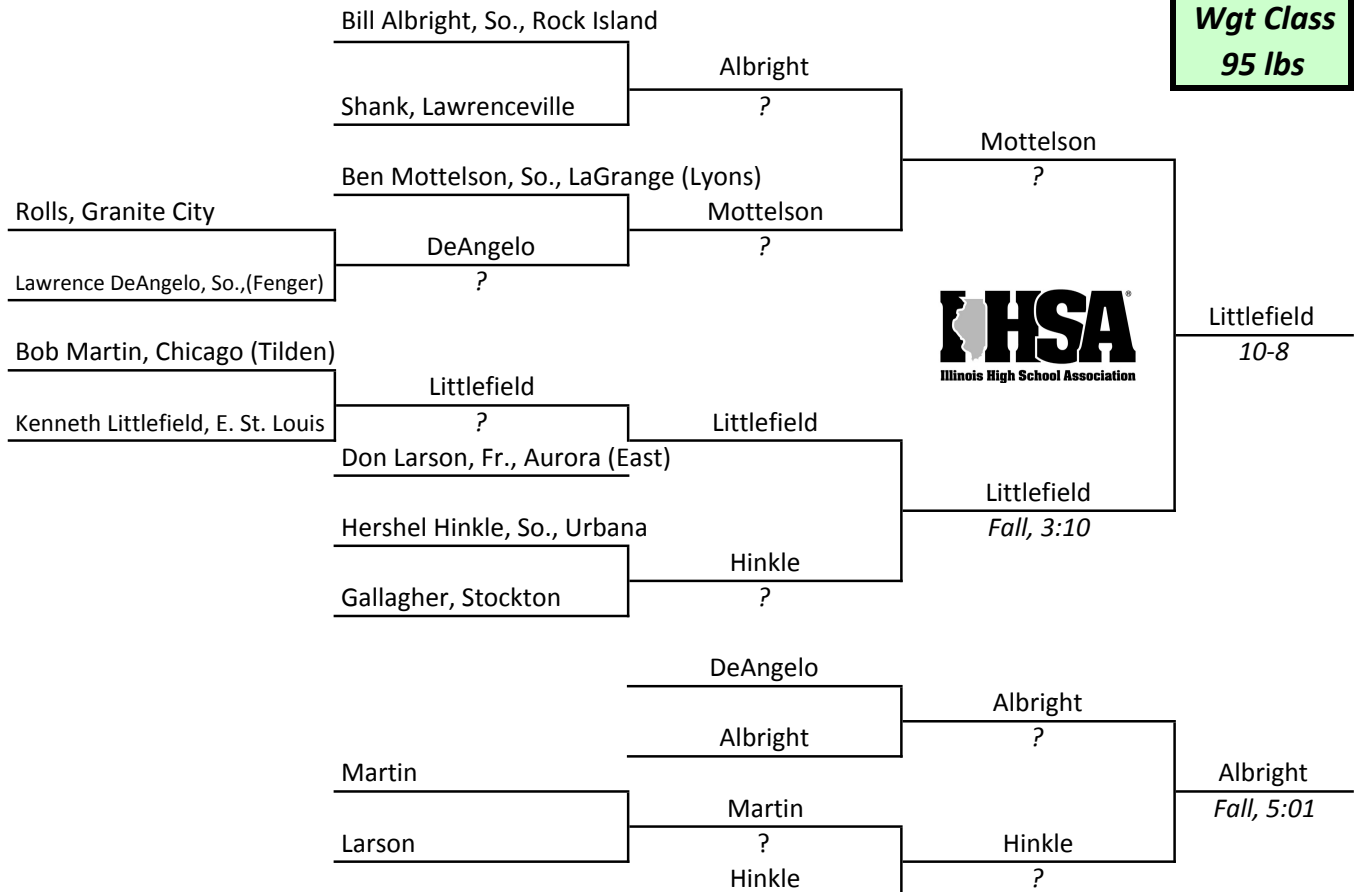 Wgt Class
95 lbs
Bill Albright, So., Rock Island
Albright
Shank, Lawrenceville
?
Mottelson
Ben Mottelson, So., LaGrange (Lyons)
?
Rolls, Granite City
Mottelson
DeAngelo
?
Lawrence DeAngelo, So.,(Fenger)
?
IHSA®
Illinois High School Association
Littlefield
10-8
Bob Martin, Chicago (Tilden)
Littlefield
Kenneth Littlefield, E. St. Louis
?
Littlefield
Don Larson, Fr., Aurora (East)
Littlefield
Fall, 3:10
Hershel Hinkle, So., Urbana
Hinkle
Gallagher, Stockton
?
DeAngelo
Albright
Albright
?
Martin
Albright
Fall, 5:01
Martin
Larson
?
Hinkle
Hinkle
?